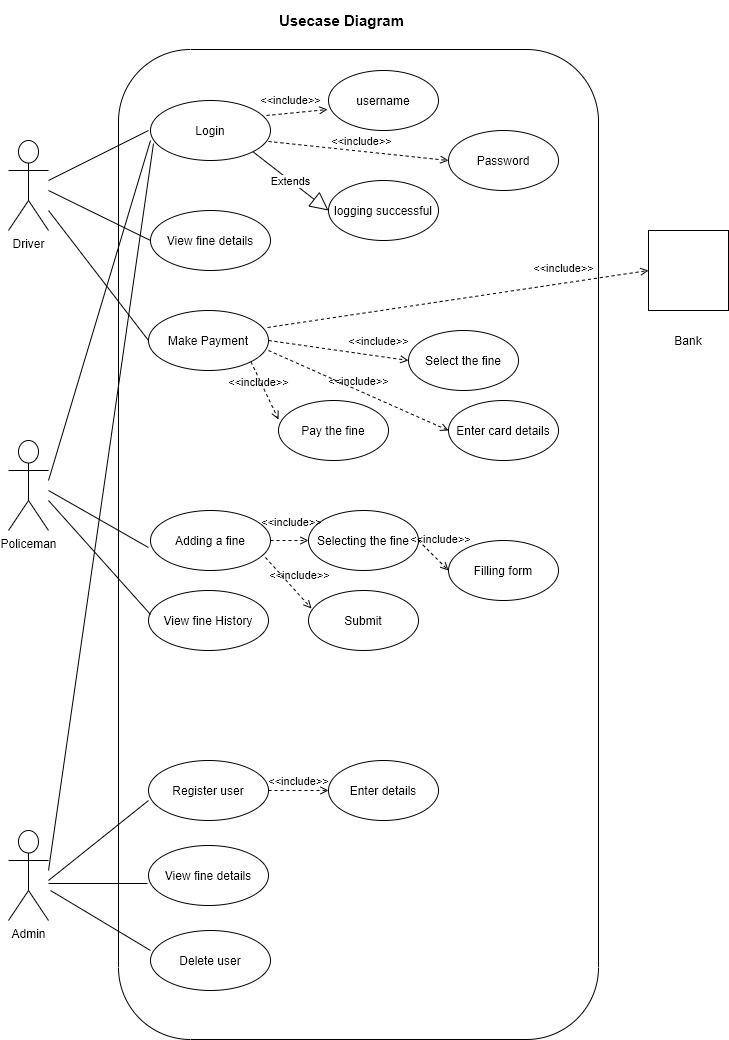 Usecase Diagram
<<include>>
username
Login
<<include>>
Password
Extends
logging successful
Driver
View fine details
<<include>>
Bank
Make Payment
<<include>>
Select the fine
<<include>>
<<include>>
Pay the fine
Enter card details
Policeman
Adding a fine
<<include>>
Selecting the fine
<<include>>
Filling form
<<include>>
View fine History
Submit
Register user
<<include>>
Enter details
View fine details
Admin
Delete user